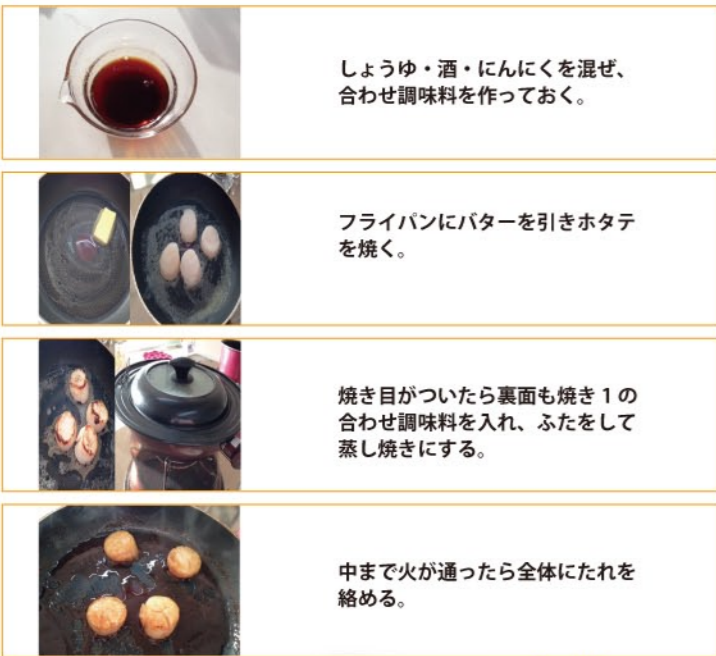 しょうゆ・酒・にんにくを混ぜ、
合わせ調味料を作っておく。
フライパンにバターを引きホタテ
を焼く。
焼き目がついたら裏面も焼き１の
合わせ調味料を入れ、ふたをして
蒸し焼きにする。
中まで火が通ったら全体にたれを
絡める。